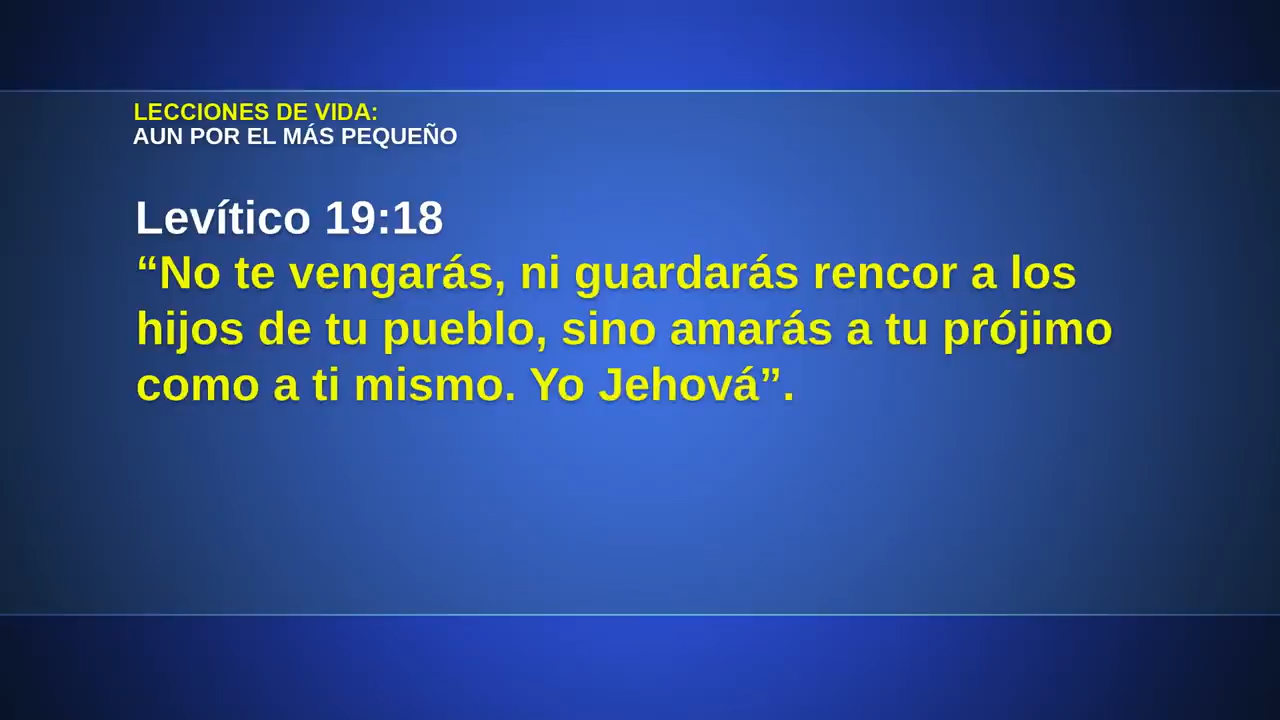 LECCIONES DE VIDA:
AUN POR EL MÁS PEQUEÑO
Levítico 19:18
“No te vengarás, ni guardarás rencor a los
hijos de tu pueblo, sino amarás a tu prójimo
como a ti mismo. Yo Jehová”.